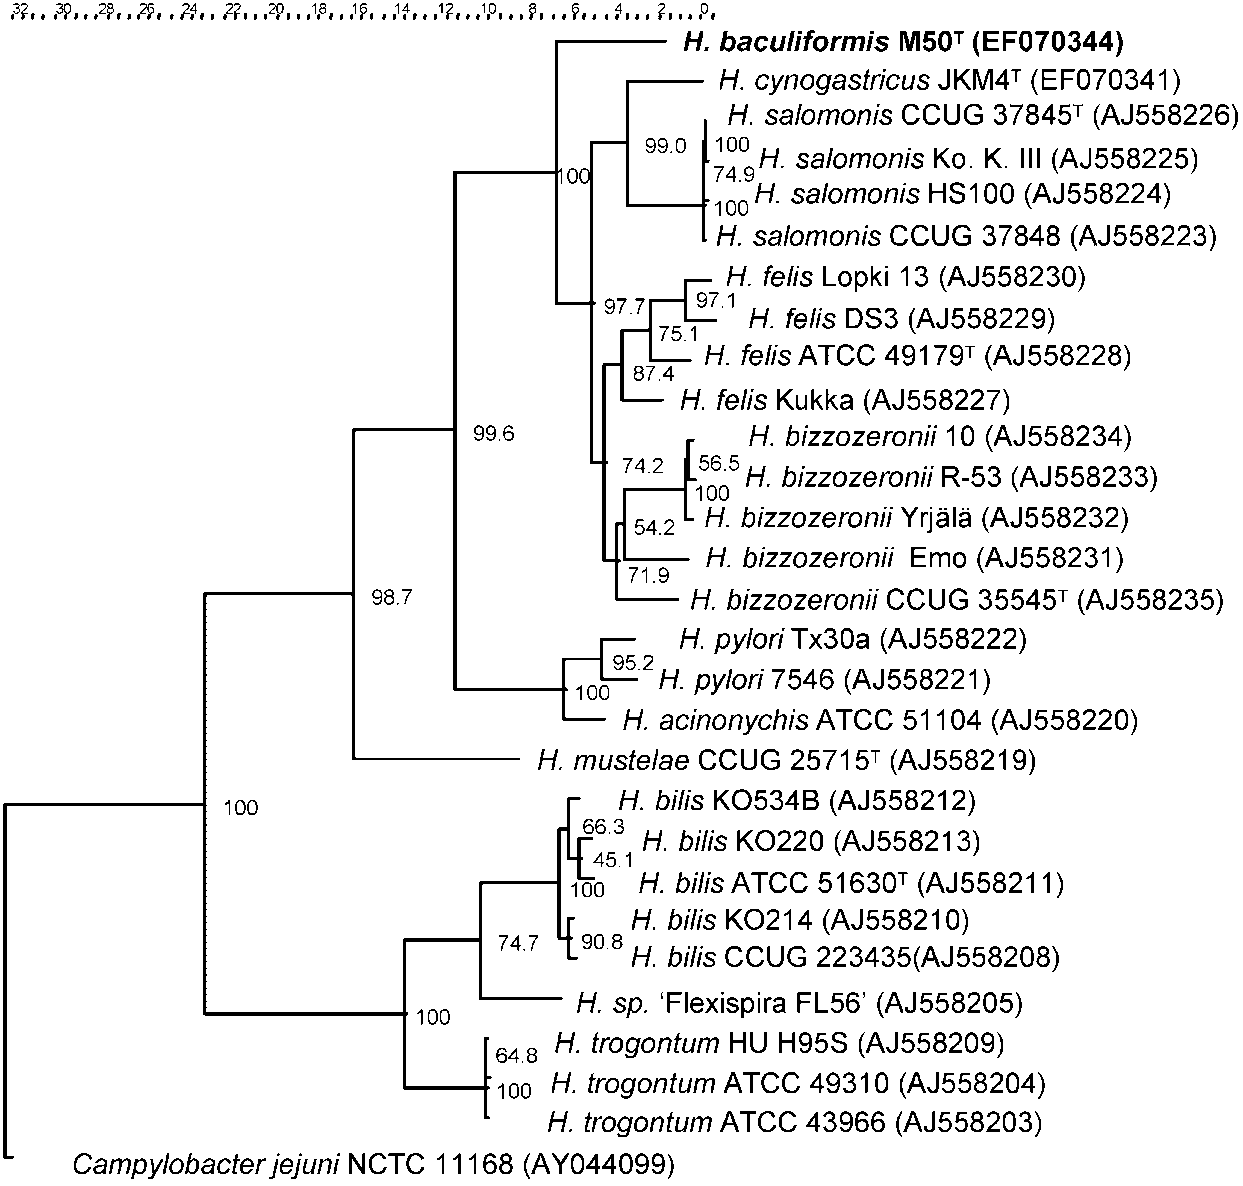 32 30 28 26 24 22 20 18 16 14 12 10 8 6 4 2 0
H. baculiformis M50ᵀ (EF070344)
H. cynogastricus JKM4ᵀ (EF070341)
H. salomonis CCUG 37845ᵀ (AJ558226)
99.0
100
H. salomonis Ko. K. III (AJ558225)
100
74.9
H. salomonis HS100 (AJ558224)
100
H. salomonis CCUG 37848 (AJ558223)
H. felis Lopki 13 (AJ558230)
97.7
97.1
H. felis DS3 (AJ558229)
75.1
H. felis ATCC 49179ᵀ (AJ558228)
87.4
H. felis Kukka (AJ558227)
99.6
H. bizzozeronii 10 (AJ558234)
74.2
56.5
H. bizzozeronii R-53 (AJ558233)
100
H. bizzozeronii Yrjälä (AJ558232)
54.2
H. bizzozeronii Emo (AJ558231)
71.9
98.7
H. bizzozeronii CCUG 35545ᵀ (AJ558235)
H. pylori Tx30a (AJ558222)
95.2
H. pylori 7546 (AJ558221)
100
H. acinonychis ATCC 51104 (AJ558220)
H. mustelae CCUG 25715ᵀ (AJ558219)
100
H. bilis KO534B (AJ558212)
66.3
H. bilis KO220 (AJ558213)
45.1
100
H. bilis ATCC 51630ᵀ (AJ558211)
H. bilis KO214 (AJ558210)
74.7
90.8
H. bilis CCUG 223435(AJ558208)
H. sp. ‘Flexispira FL56’ (AJ558205)
100
H. trogontum HU H95S (AJ558209)
64.8
100
H. trogontum ATCC 49310 (AJ558204)
H. trogontum ATCC 43966 (AJ558203)
Campylobacter jejuni NCTC 11168 (AY044099)